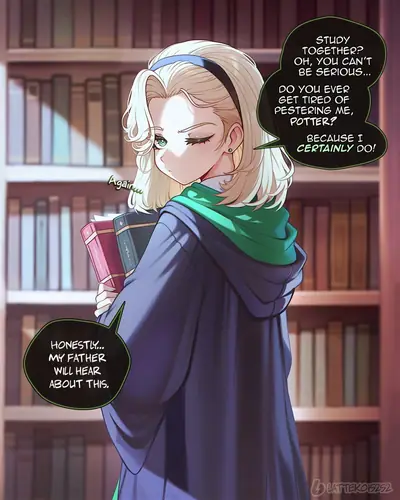 STUDY
TOGETHER?
OH, YOU CAN'T
BE SERIOUS...
DO YOU EVER
GET TIRED OF
PESTERING ME,
POTTER?
BECAUSE I
CERTAINLY DO!
Again...
HONESTLY...
MY FATHER
WILL HEAR
ABOUT THIS.
LATTEKO5252